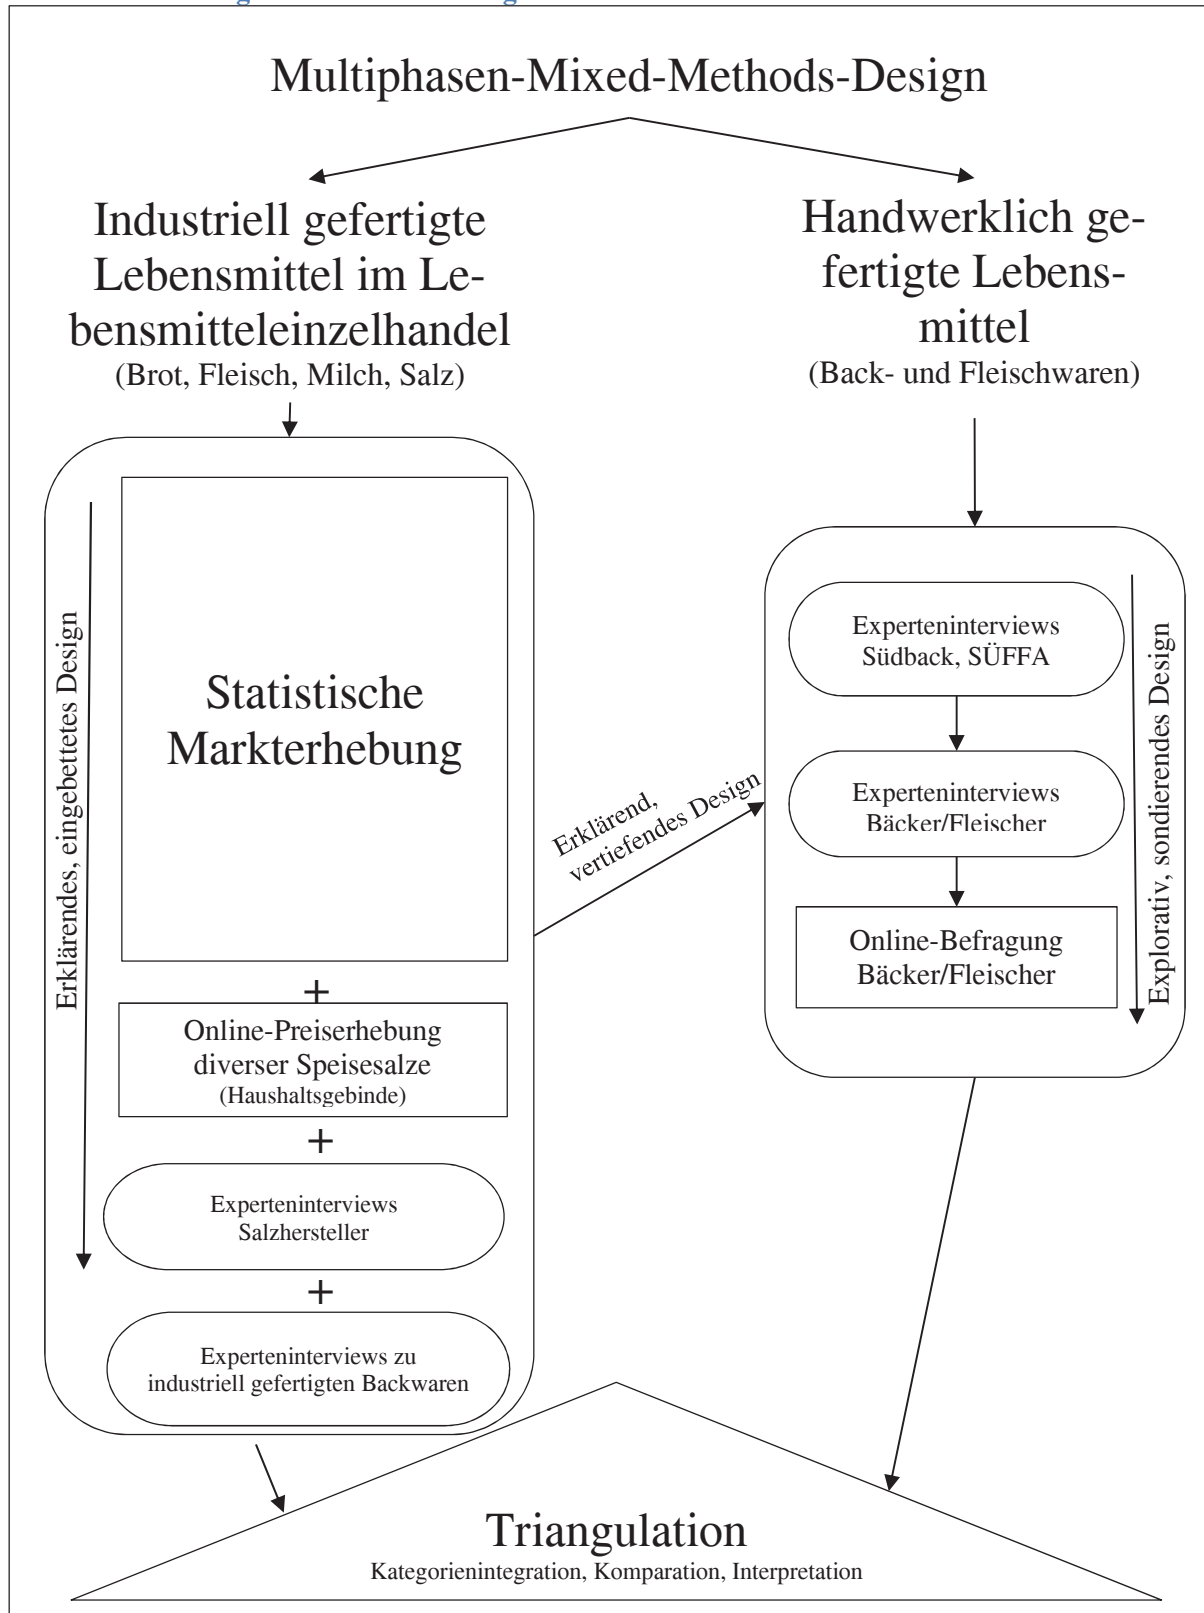 Multiphasen-Mixed-Methods-Design
Industriell gefertigte
Lebensmittel im Le-
bensmitteleinzelhandel
(Brot, Fleisch, Milch, Salz)
Handwerklich ge-
fertigte Lebens-
mittel
(Back- und Fleischwaren)
Erklärendes, eingebettetes Design
Statistische
Markterhebung
+
Online-Preiserhebung
diverser Speisesalze
(Haushaltsgebinde)
+
Experteninterviews
Salzhersteller
+
Experteninterviews zu
industriell gefertigten Backwaren
Erklärend,
vertiefendes Design
Experteninterviews
Südback, SÜFFA
Experteninterviews
Bäcker/Fleischer
Online-Befragung
Bäcker/Fleischer
Explorativ, sondierendes Design
Triangulation
Kategorienintegration, Komparation, Interpretation